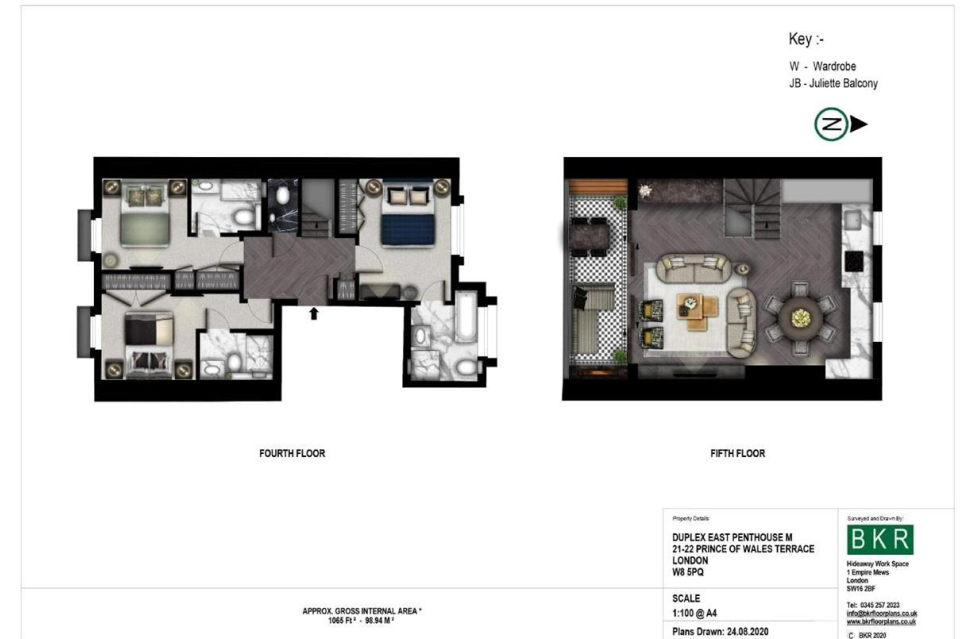 Key :-
W - Wardrobe
JB - Juliette Balcony
N
FOURTH FLOOR
FIFTH FLOOR
APPROX. GROSS INTERNAL AREA *
1065 Ft² - 98.94 M²
Property Details:
DUPLEX EAST PENTHOUSE M
21-22 PRINCE OF WALES TERRACE
LONDON
W8 5PQ
SCALE
1:100 @ A4
Plans Drawn: 24.08.2020
Surveyed and Drawn By:
BKR
Hideaway Work Space
1 Empire Mews
London
SW16 2BF
Tel: 0345 257 2023
info@bkrfloorplans.co.uk
www.bkrfloorplans.co.uk
C BKR 2020